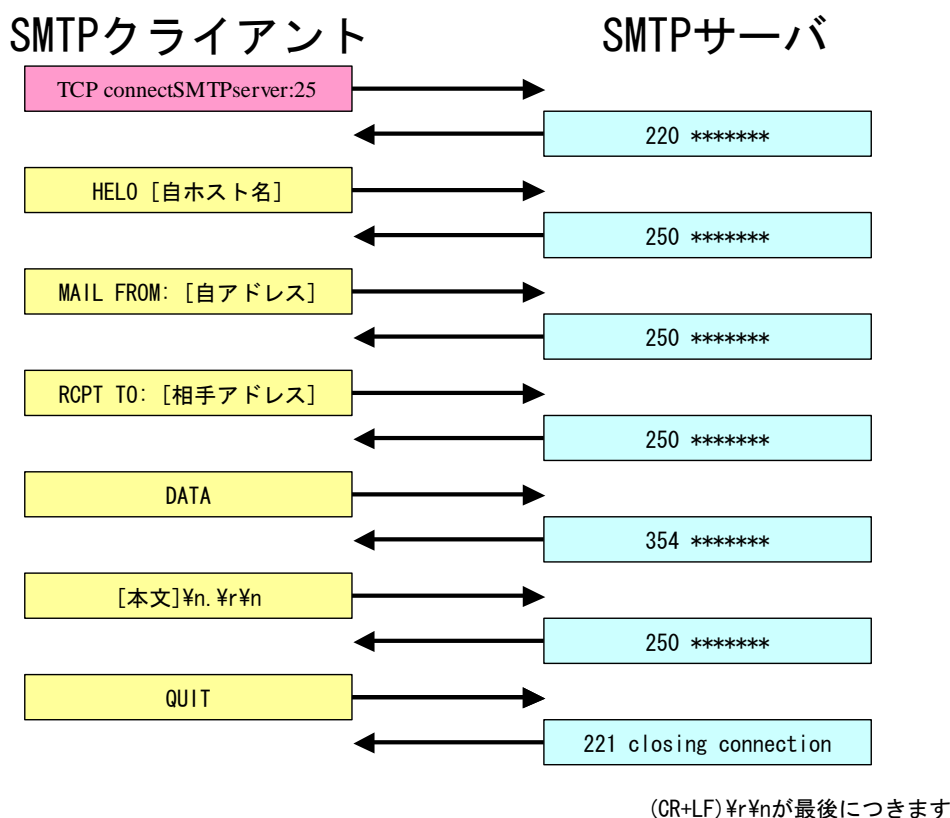 SMTPクライアント
SMTPサーバ
TCP connectSMTPserver:25
220 *******
HELO [自ホスト名]
250 *******
MAIL FROM: [自アドレス]
250 *******
RCPT TO: [相手アドレス]
250 *******
DATA
354 *******
[本文]¥n.¥r¥n
250 *******
QUIT
221 closing connection
(CR+LF)¥r¥nが最後につきます